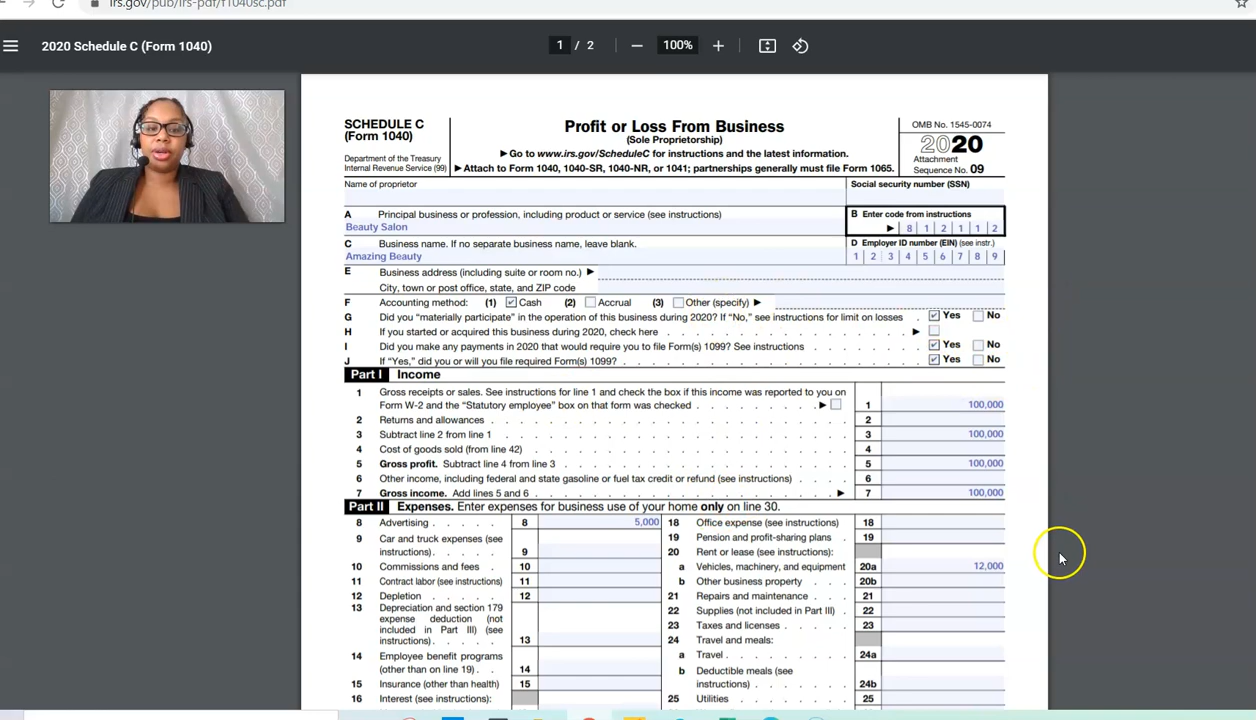 irs.gov/pub/irs-pdf/f1040sc.pdf
2020 Schedule C (Form 1040)
1 / 2
100%
SCHEDULE C
(Form 1040)
Department of the Treasury
Internal Revenue Service (99)
Profit or Loss From Business
(Sole Proprietorship)
▶ Go to www.irs.gov/ScheduleC for instructions and the latest information.
▶ Attach to Form 1040, 1040-SR, 1040-NR, or 1041; partnerships generally must file Form 1065.
OMB No. 1545-0074
2020
Attachment
Sequence No. 09
Name of proprietor
Social security number (SSN)
A Principal business or profession, including product or service (see instructions)
Beauty Salon
B Enter code from instructions
▶ 8 1 2 1 1 2
C Business name. If no separate business name, leave blank.
Amazing Beauty
D Employer ID number (EIN) (see instr.)
1 2 3 4 5 6 7 8 9
E Business address (including suite or room no.) ▶
City, town or post office, state, and ZIP code
F Accounting method: (1) Cash (2) Accrual (3) Other (specify) ▶
G Did you "materially participate" in the operation of this business during 2020? If "No," see instructions for limit on losses . Yes No
H If you started or acquired this business during 2020, check here . . . . . . . . . . . . . . . . . ▶
I Did you make any payments in 2020 that would require you to file Form(s) 1099? See instructions . . . . . . . . Yes No
J If "Yes," did you or will you file required Form(s) 1099? . . . . . . . . . . . . . . . . . . . . Yes No
Part I Income
1 Gross receipts or sales. See instructions for line 1 and check the box if this income was reported to you on
Form W-2 and the "Statutory employee" box on that form was checked . . . . . . . . . ▶ 1 100,000
2 Returns and allowances . . . . . . . . . . . . . . . . . . . . . . . . . 2
3 Subtract line 2 from line 1 . . . . . . . . . . . . . . . . . . . . . . . . 3 100,000
4 Cost of goods sold (from line 42) . . . . . . . . . . . . . . . . . . . . . . 4
5 Gross profit. Subtract line 4 from line 3 . . . . . . . . . . . . . . . . . . . . 5 100,000
6 Other income, including federal and state gasoline or fuel tax credit or refund (see instructions) . . . . 6
7 Gross income. Add lines 5 and 6 . . . . . . . . . . . . . . . . . . . . . ▶ 7 100,000
Part II Expenses. Enter expenses for business use of your home only on line 30.
8 Advertising . . . . . 8 5,000
9 Car and truck expenses (see
instructions) . . . . . 9
10 Commissions and fees . 10
11 Contract labor (see instructions) 11
12 Depletion . . . . . 12
13 Depreciation and section 179
expense deduction (not
included in Part III) (see
instructions) . . . . . 13
14 Employee benefit programs
(other than on line 19) . . 14
15 Insurance (other than health) 15
16 Interest (see instructions):
18 Office expense (see instructions) 18
19 Pension and profit-sharing plans . 19
20 Rent or lease (see instructions):
a Vehicles, machinery, and equipment 20a 12,000
b Other business property . . . 20b
21 Repairs and maintenance . . . 21
22 Supplies (not included in Part III) . 22
23 Taxes and licenses . . . . . 23
24 Travel and meals:
a Travel . . . . . . . . . 24a
b Deductible meals (see
instructions) . . . . . . . 24b
25 Utilities . . . . . . . . 25